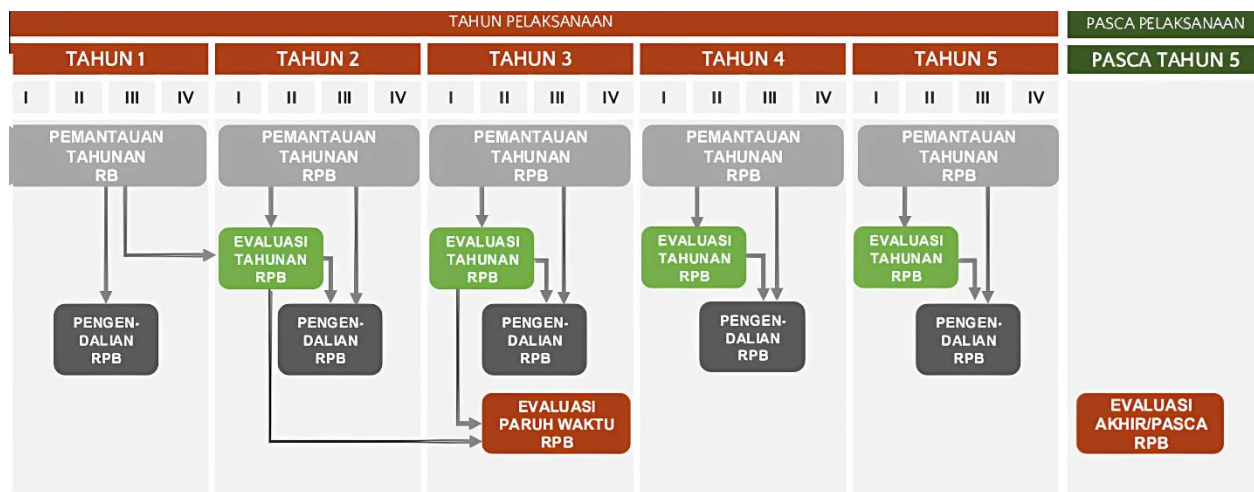 TAHUN PELAKSANAAN
PASCA PELAKSANAAN
TAHUN 1
TAHUN 2
TAHUN 3
TAHUN 4
TAHUN 5
PASCA TAHUN 5
I II III IV
I II III IV
I II III IV
I II III IV
I II III IV
PEMANTAUAN
TAHUNAN
RB
PEMANTAUAN
TAHUNAN
RPB
PEMANTAUAN
TAHUNAN
RPB
PEMANTAUAN
TAHUNAN
RPB
PEMANTAUAN
TAHUNAN
RPB
EVALUASI
TAHUNAN
RPB
EVALUASI
TAHUNAN
RPB
EVALUASI
TAHUNAN
RPB
EVALUASI
TAHUNAN
RPB
PENGEN-
DALIAN
RPB
PENGEN-
DALIAN
RPB
PENGEN-
DALIAN
RPB
PENGEN-
DALIAN
RPB
PENGEN-
DALIAN
RPB
EVALUASI
PARUH WAKTU
RPB
EVALUASI
AKHIR/PASCA
RPB